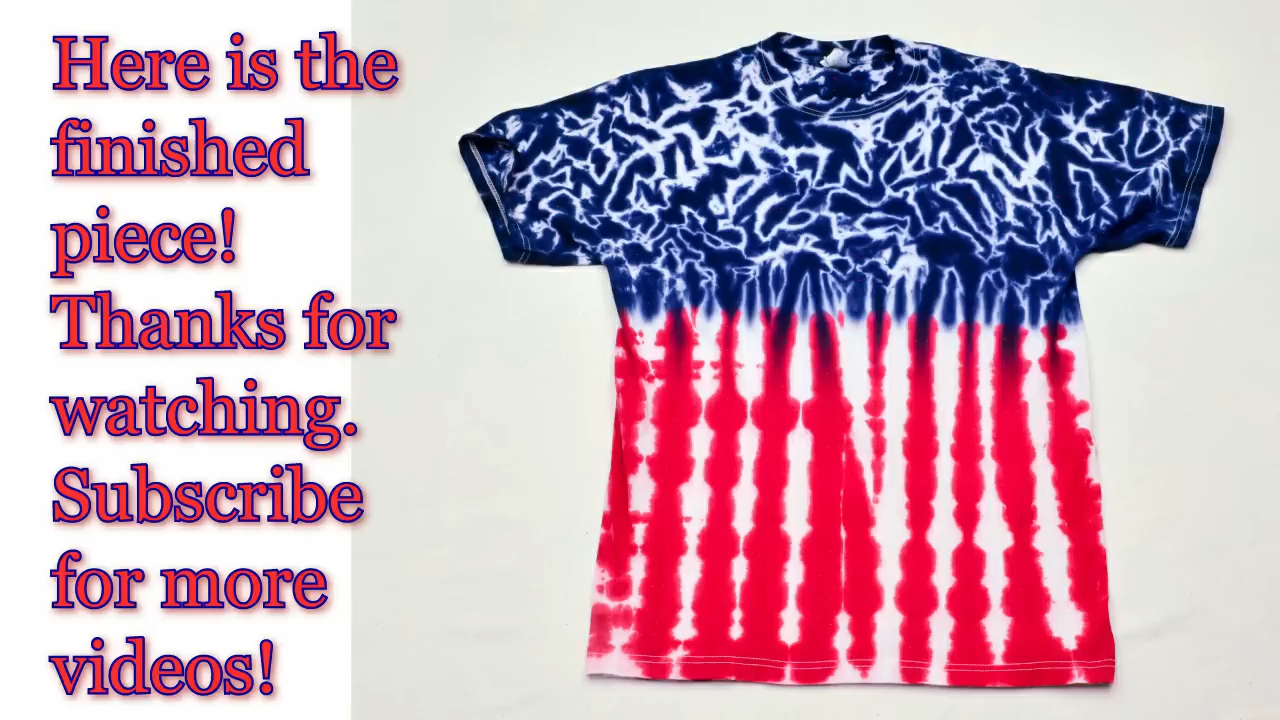 Here is the
finished
piece!
Thanks for
watching.
Subscribe
for more
videos!